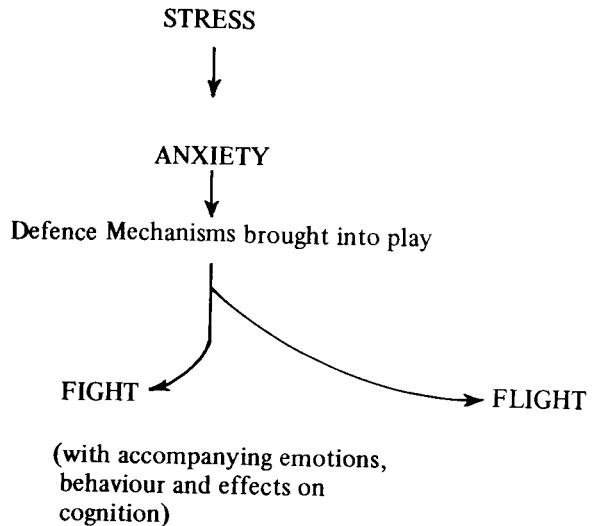 STRESS
ANXIETY
Defence Mechanisms brought into play
FIGHT
FLIGHT
(with accompanying emotions,
behaviour and effects on
cognition)